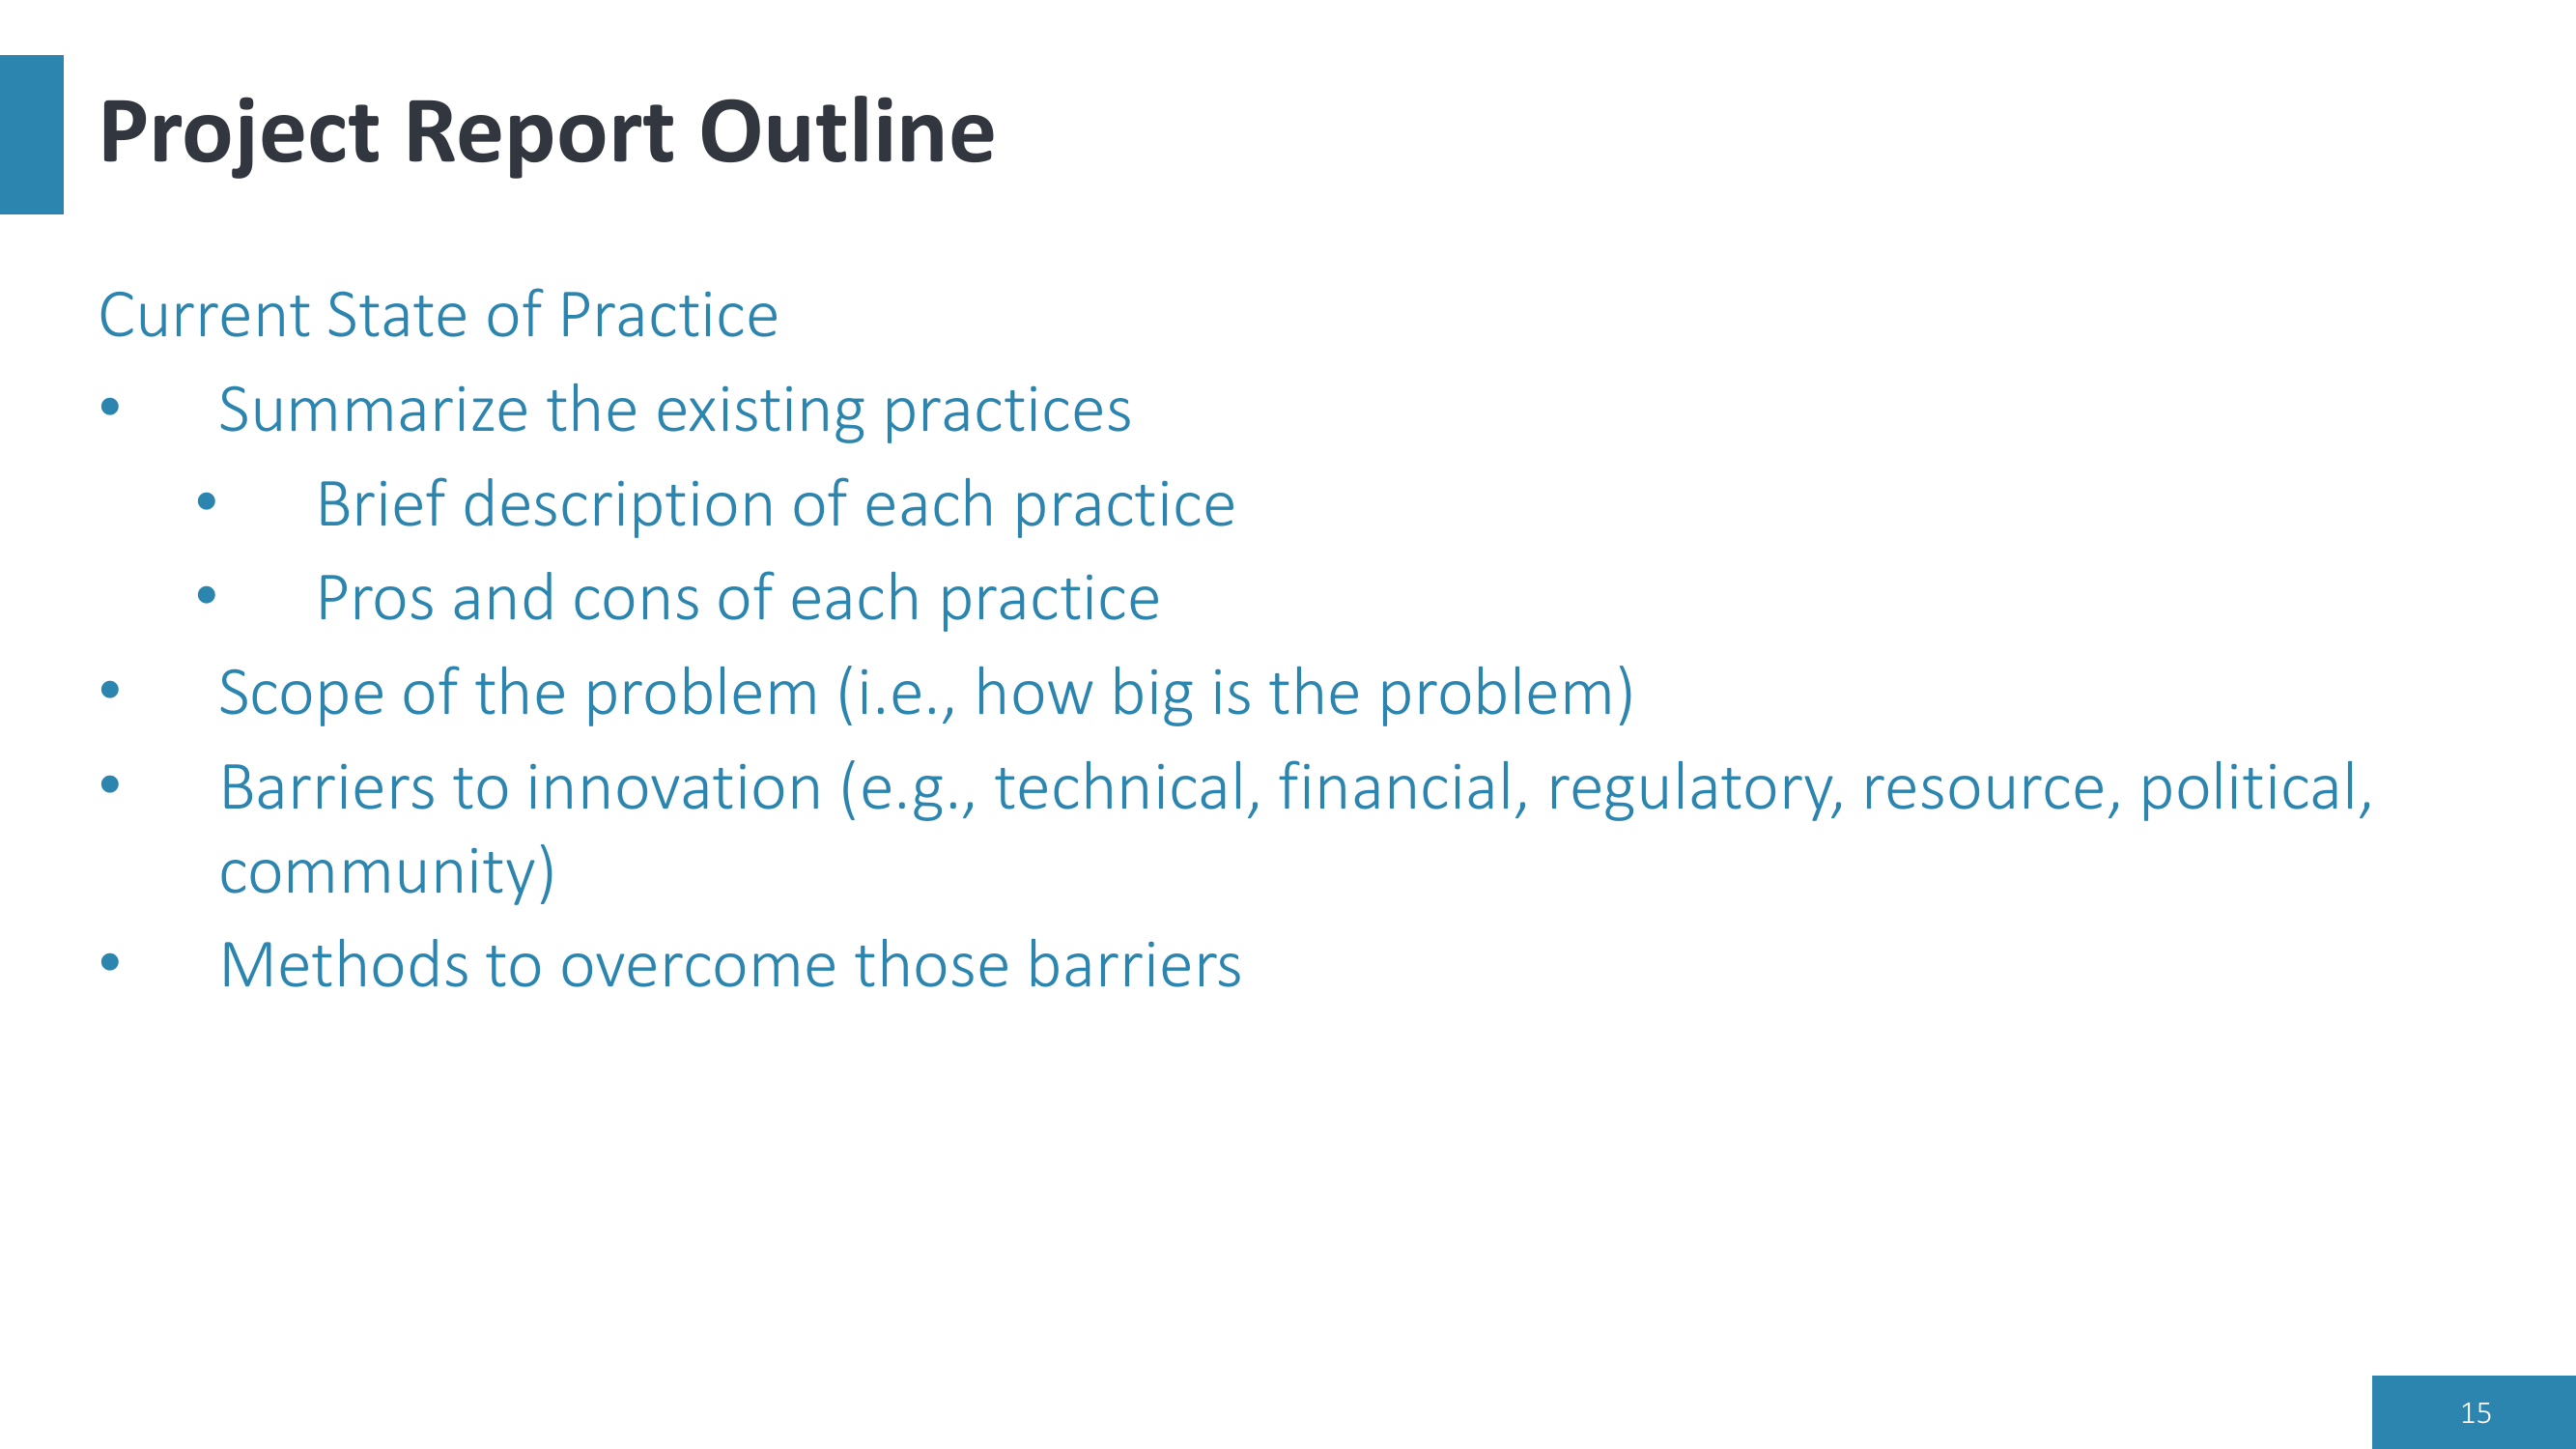 Project Report Outline
Current State of Practice
• Summarize the existing practices
• Brief description of each practice
• Pros and cons of each practice
• Scope of the problem (i.e., how big is the problem)
• Barriers to innovation (e.g., technical, financial, regulatory, resource, political,
community)
• Methods to overcome those barriers
15